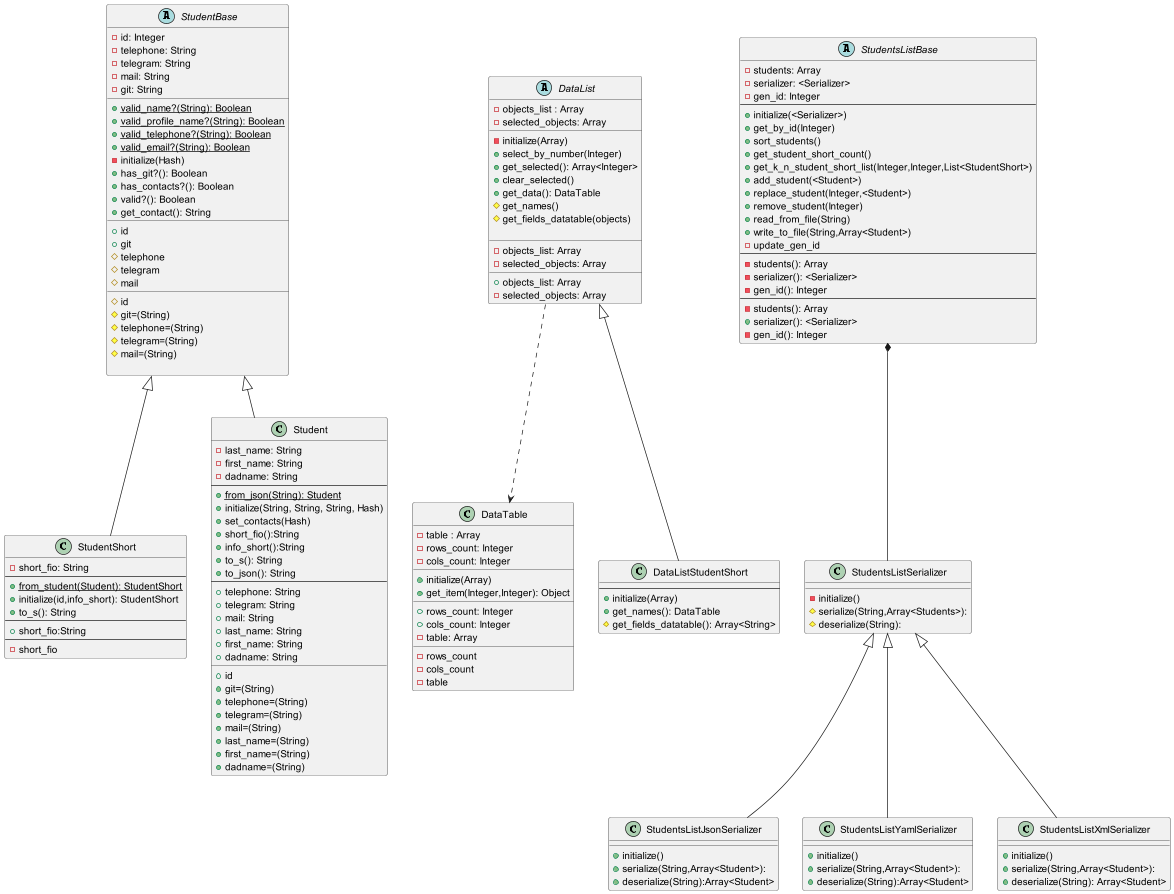 A StudentBase
id: Integer
telephone: String
telegram: String
mail: String
git: String
valid_name?(String): Boolean
valid_profile_name?(String): Boolean
valid_telephone?(String): Boolean
valid_email?(String): Boolean
initialize(Hash)
has_git?(): Boolean
has_contacts?(): Boolean
valid?(): Boolean
get_contact(): String
id
git
telephone
telegram
mail
id
git=(String)
telephone=(String)
telegram=(String)
mail=(String)
A DataList
objects_list : Array
selected_objects: Array
initialize(Array)
select_by_number(Integer)
get_selected(): Array<Integer>
clear_selected()
get_data(): DataTable
get_names()
get_fields_datatable(objects)
objects_list: Array
selected_objects: Array
objects_list: Array
selected_objects: Array
A StudentsListBase
students: Array
serializer: <Serializer>
gen_id: Integer
initialize(<Serializer>)
get_by_id(Integer)
sort_students()
get_student_short_count()
get_k_n_student_short_list(Integer,Integer,List<StudentShort>)
add_student(<Student>)
replace_student(Integer,<Student>)
remove_student(Integer)
read_from_file(String)
write_to_file(String,Array<Student>)
update_gen_id
students(): Array
serializer(): <Serializer>
gen_id(): Integer
students(): Array
serializer(): <Serializer>
gen_id(): Integer
C StudentShort
short_fio: String
from_student(Student): StudentShort
initialize(id,info_short): StudentShort
to_s(): String
short_fio:String
short_fio
C Student
last_name: String
first_name: String
dadname: String
from_json(String): Student
initialize(String, String, String, Hash)
set_contacts(Hash)
short_fio():String
info_short():String
to_s(): String
to_json(): String
telephone: String
telegram: String
mail: String
last_name: String
first_name: String
dadname: String
id
git=(String)
telephone=(String)
telegram=(String)
mail=(String)
last_name=(String)
first_name=(String)
dadname=(String)
C DataTable
table : Array
rows_count: Integer
cols_count: Integer
initialize(Array)
get_item(Integer,Integer): Object
rows_count: Integer
cols_count: Integer
table: Array
rows_count
cols_count
table
C DataListStudentShort
initialize(Array)
get_names(): DataTable
get_fields_datatable(): Array<String>
C StudentsListSerializer
initialize()
serialize(String,Array<Students>):
deserialize(String):
C StudentsListJsonSerializer
initialize()
serialize(String,Array<Student>):
deserialize(String):Array<Student>
C StudentsListYamlSerializer
initialize()
serialize(String,Array<Student>):
deserialize(String):Array<Student>
C StudentsListXmlSerializer
initialize()
serialize(String,Array<Student>):
deserialize(String): Array<Student>